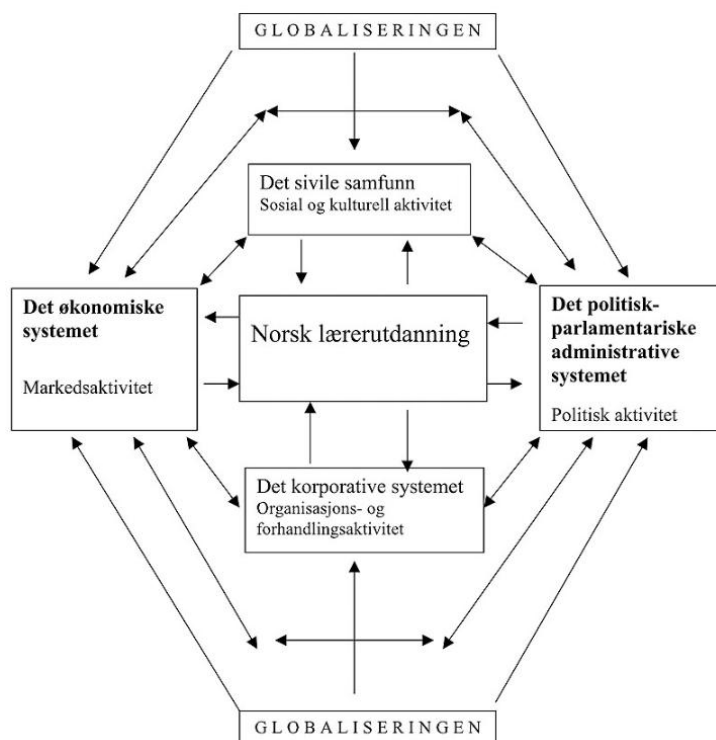 GLOBALISERINGEN
Det sivile samfunn
Sosial og kulturell aktivitet
Det økonomiske
systemet
Markedsaktivitet
Norsk lærerutdanning
Det politisk-
parlamentariske
administrative
systemet
Politisk aktivitet
Det korporative systemet
Organisasjons- og
forhandlingsaktivitet
GLOBALISERINGEN